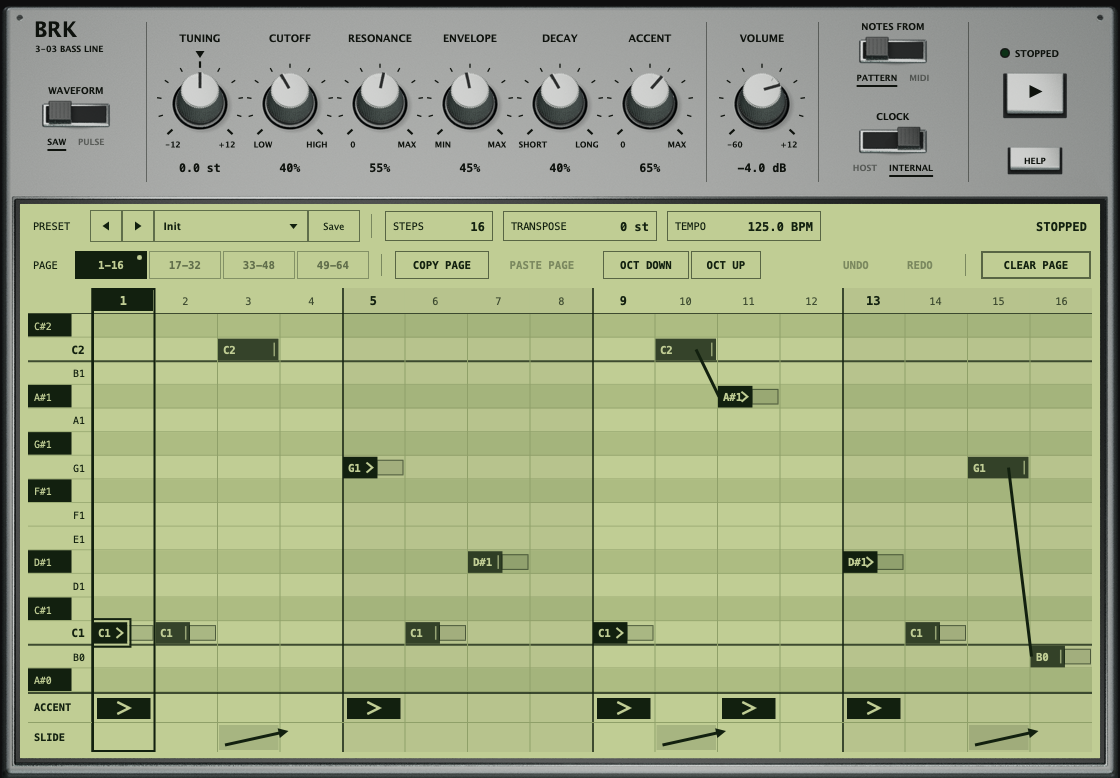 BRK
3-03 BASS LINE
WAVEFORM
SAW PULSE
TUNING CUTOFF RESONANCE ENVELOPE DECAY ACCENT VOLUME
-12 +12 LOW HIGH 0 MAX MIN MAX SHORT LONG 0 MAX -60 +12
0.0 st 40% 55% 45% 40% 65% -4.0 dB
NOTES FROM
PATTERN MIDI
CLOCK
HOST INTERNAL
STOPPED
HELP
PRESET Init Save STEPS 16 TRANSPOSE 0 st TEMPO 125.0 BPM STOPPED
PAGE 1-16 17-32 33-48 49-64 COPY PAGE PASTE PAGE OCT DOWN OCT UP UNDO REDO CLEAR PAGE
1 2 3 4 5 6 7 8 9 10 11 12 13 14 15 16
C#2
C2 C2 C2
B1
A#1 A#1
A1
G#1
G1 G1 G1
F#1
F1
E1
D#1 D#1 D#1
D1
C#1
C1 C1 C1 C1 C1 C1
B0 B0
A#0
ACCENT
SLIDE